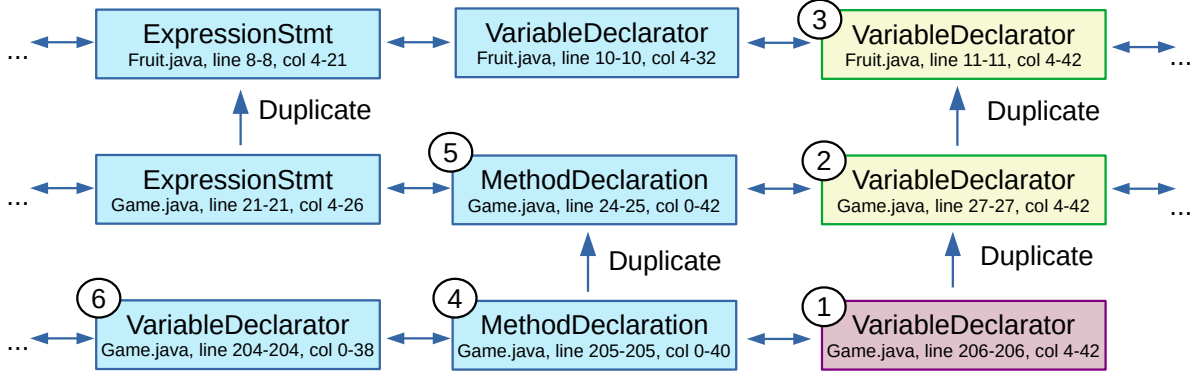 3
ExpressionStmt
Fruit.java, line 8-8, col 4-21
VariableDeclarator
Fruit.java, line 10-10, col 4-32
VariableDeclarator
Fruit.java, line 11-11, col 4-42
...
...
Duplicate
Duplicate
5
2
ExpressionStmt
Game.java, line 21-21, col 4-26
MethodDeclaration
Game.java, line 24-25, col 0-42
VariableDeclarator
Game.java, line 27-27, col 4-42
...
...
Duplicate
Duplicate
6
4
1
VariableDeclarator
Game.java, line 204-204, col 0-38
MethodDeclaration
Game.java, line 205-205, col 0-40
VariableDeclarator
Game.java, line 206-206, col 4-42
...